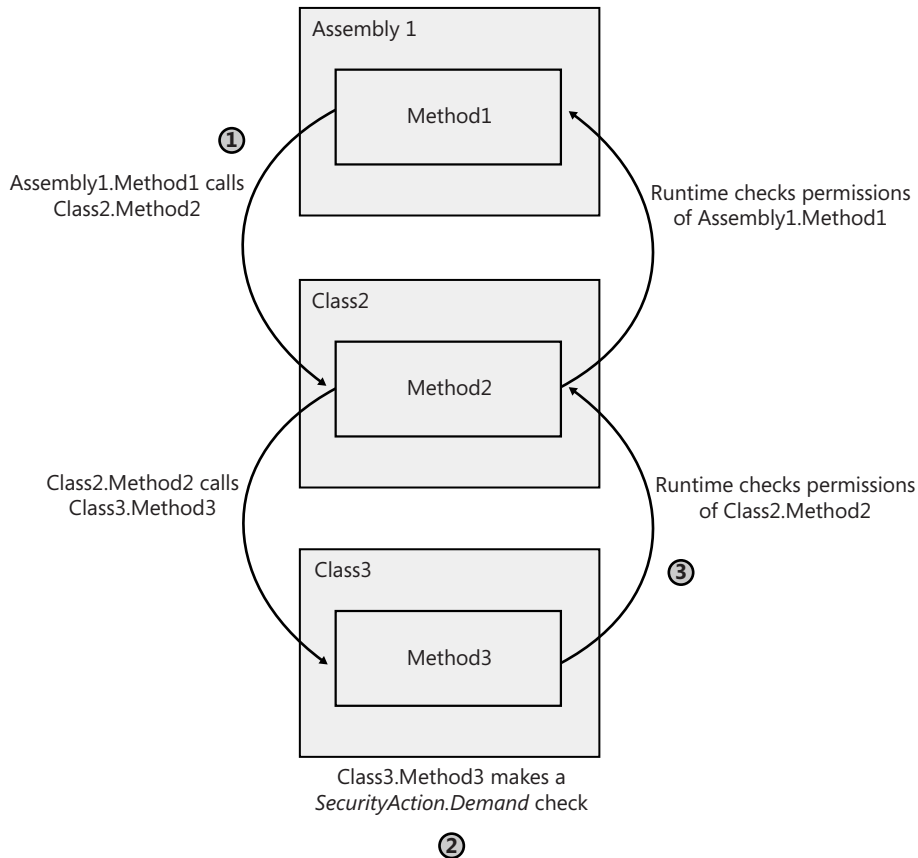 Assembly 1
Method1
1
Assembly1.Method1 calls
Class2.Method2
Runtime checks permissions
of Assembly1.Method1
Class2
Method2
Class2.Method2 calls
Class3.Method3
Runtime checks permissions
of Class2.Method2
3
Class3
Method3
Class3.Method3 makes a
SecurityAction.Demand check
2